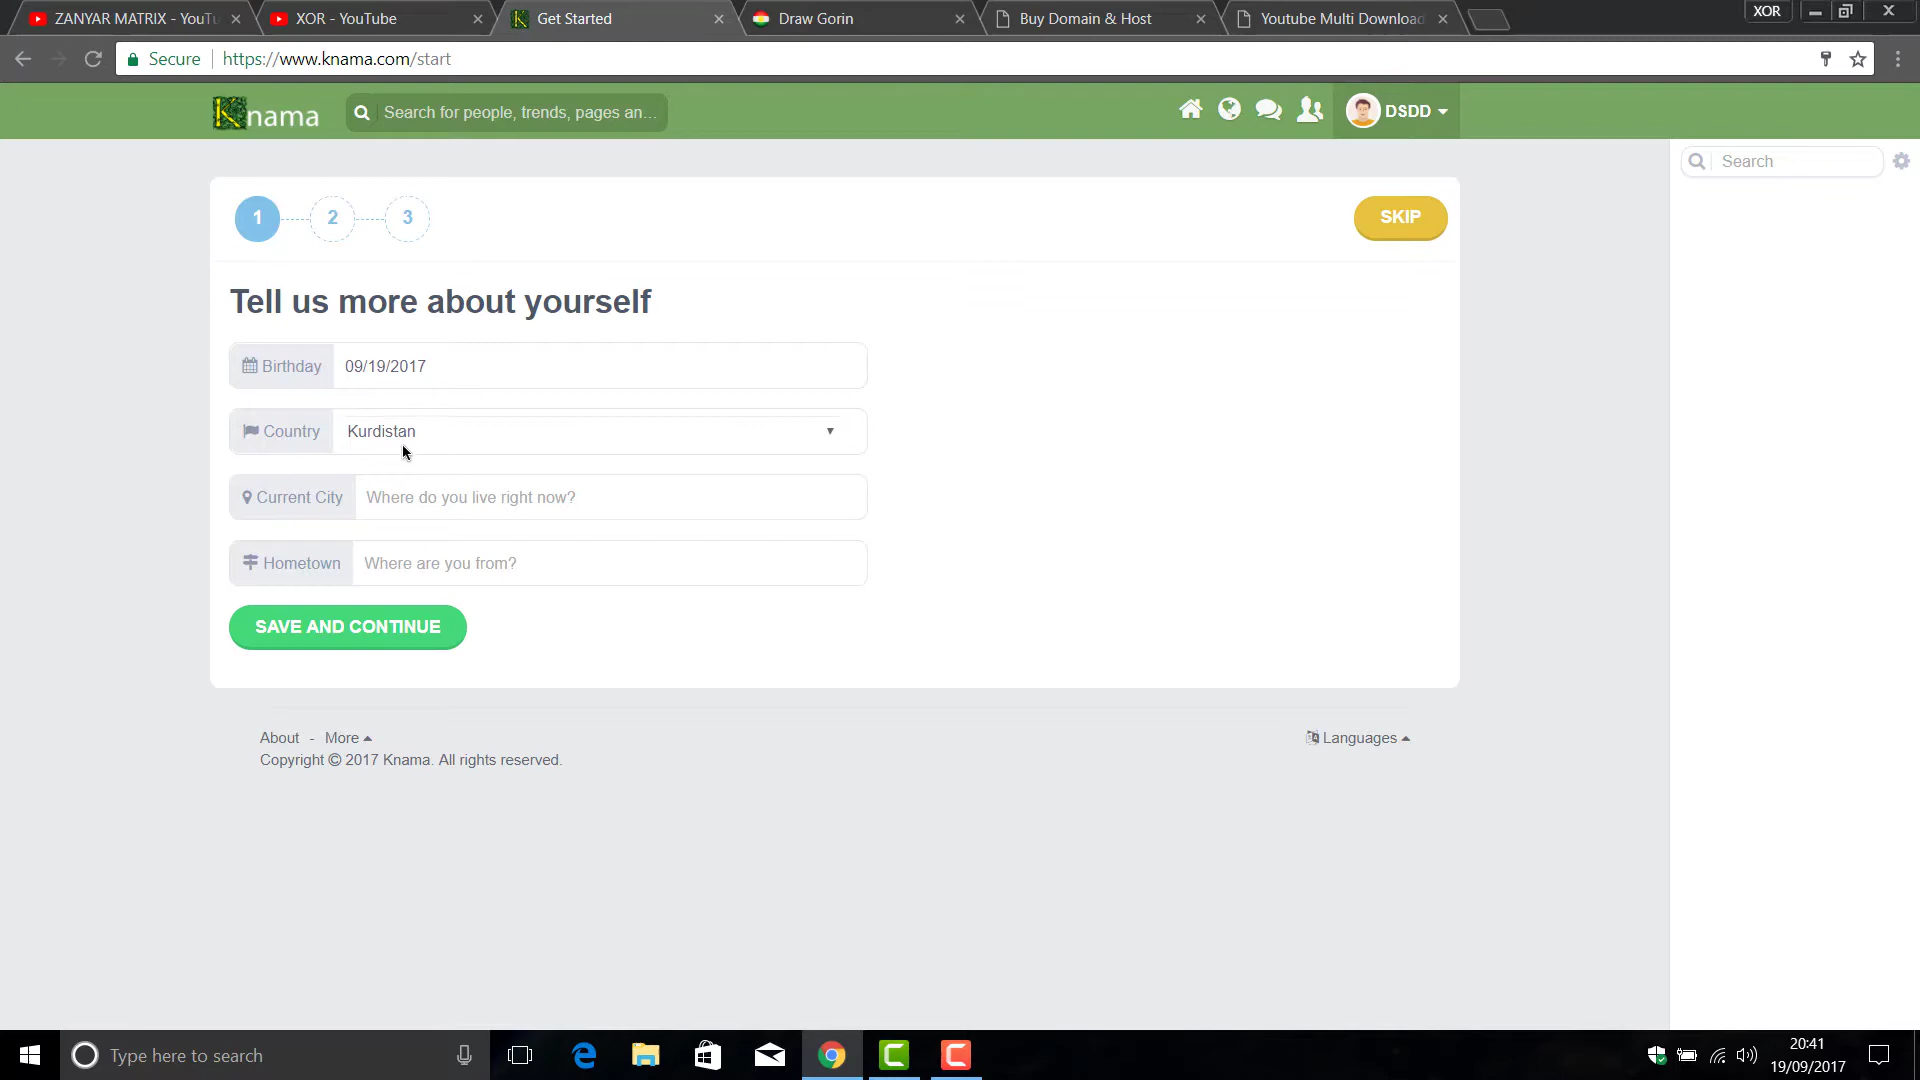 ZANYAR MATRIX - YouTu
XOR - YouTube
Get Started
Draw Gorin
Buy Domain & Host
Youtube Multi Download
XOR
Secure
https://www.knama.com/start
Knama
Search for people, trends, pages an...
DSDD
Search
1
2
3
SKIP
Tell us more about yourself
Birthday
09/19/2017
Country
Kurdistan
Current City
Where do you live right now?
Hometown
Where are you from?
SAVE AND CONTINUE
About - More
Languages
Copyright © 2017 Knama. All rights reserved.
Type here to search
20:41
19/09/2017